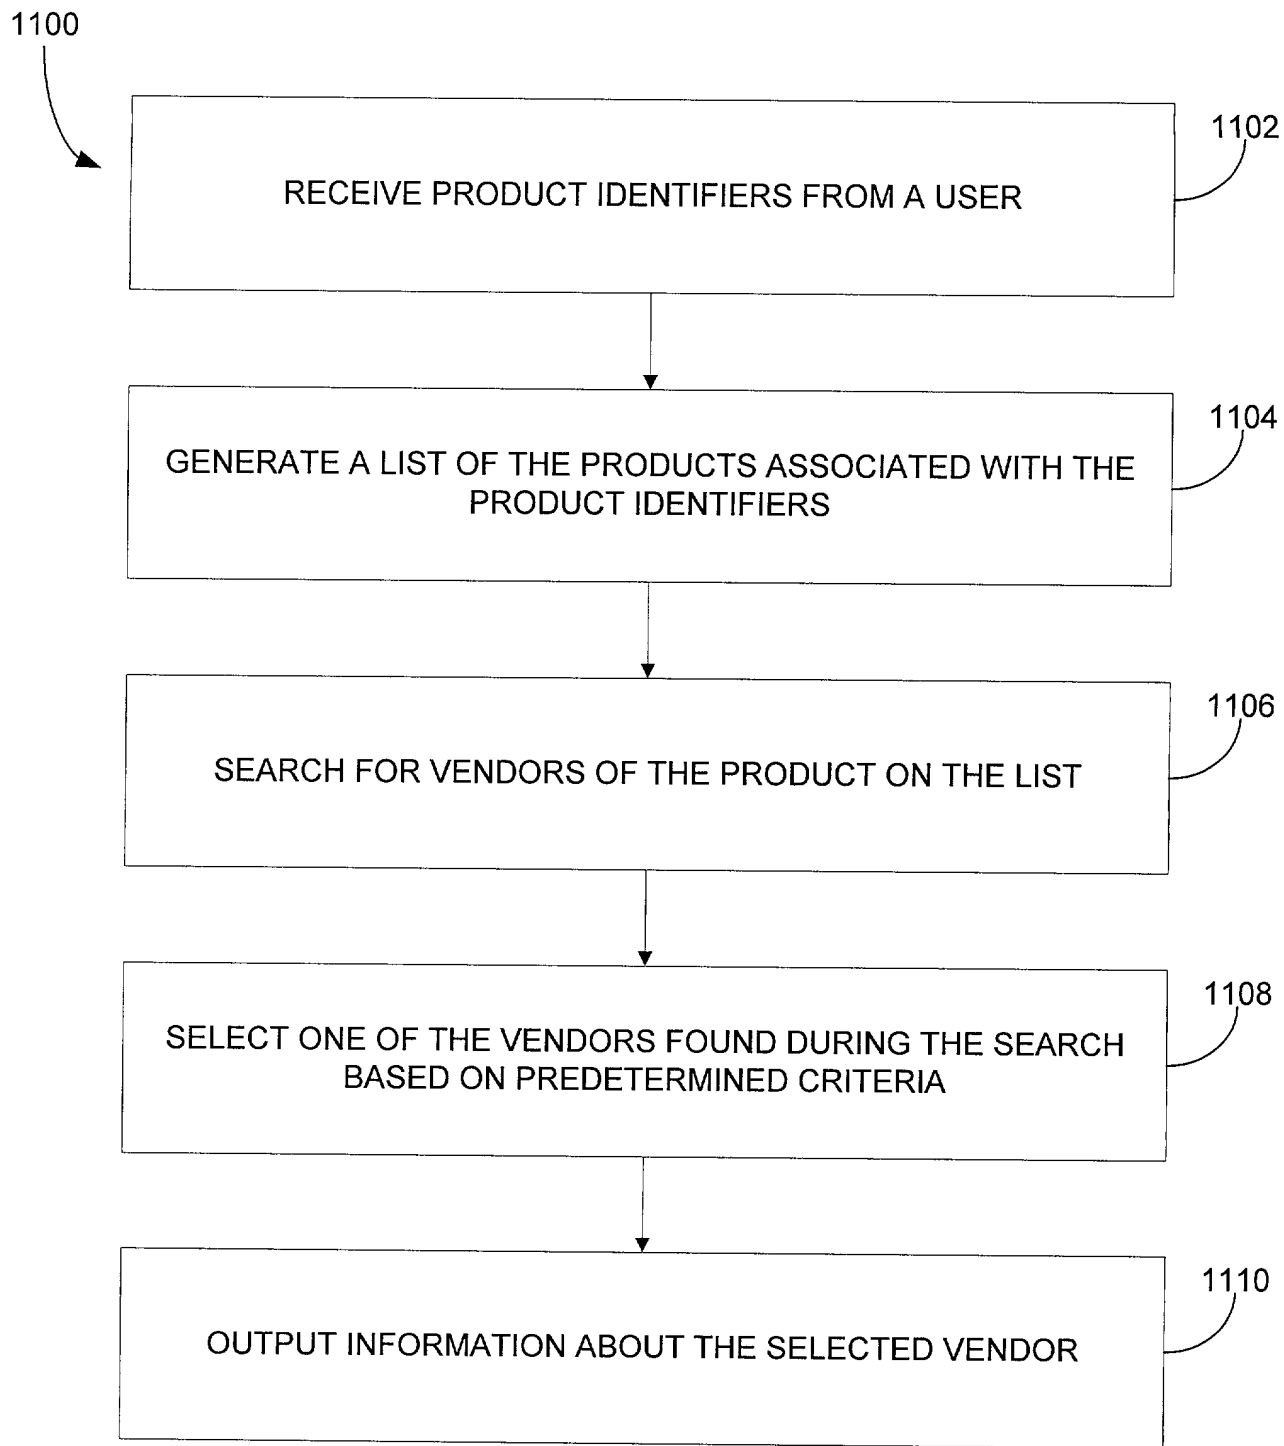 1100
1102
RECEIVE PRODUCT IDENTIFIERS FROM A USER
1104
GENERATE A LIST OF THE PRODUCTS ASSOCIATED WITH THE
PRODUCT IDENTIFIERS
1106
SEARCH FOR VENDORS OF THE PRODUCT ON THE LIST
1108
SELECT ONE OF THE VENDORS FOUND DURING THE SEARCH
BASED ON PREDETERMINED CRITERIA
1110
OUTPUT INFORMATION ABOUT THE SELECTED VENDOR